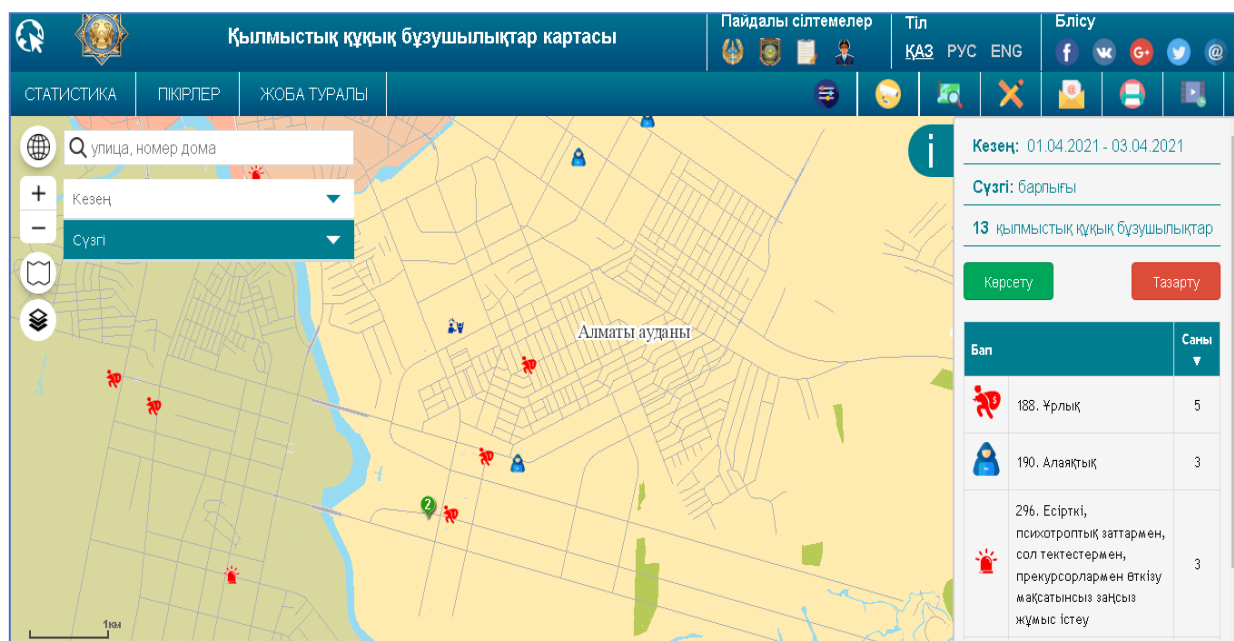 Қылмыстық құқық бұзушылықтар картасы
Пайдалы сілтемелер
Тіл
ҚАЗ РУС ENG
Блісу
СТАТИСТИКА ПІКІРЛЕР ЖОБА ТУРАЛЫ
улица, номер дома
Кезең
Сүзгі
Алматы ауданы
2
1км
Кезең: 01.04.2021 - 03.04.2021
Сүзгі: барлығы
13 қылмыстық құқық бұзушылықтар
Көрсету Тазарту
Бап Саны ▼
188. Ұрлық 5
190. Алаяқтық 3
296. Есірткі,
психотроптық заттармен,
сол тектестермен,
прекурсорлармен өткізу 3
мақсатынсыз заңсыз
жұмыс істеу